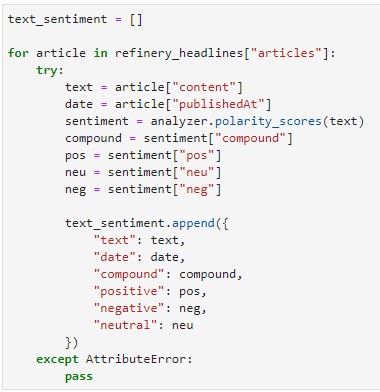 text_sentiment = []

for article in refinery_headlines["articles"]:
    try:
        text = article["content"]
        date = article["publishedAt"]
        sentiment = analyzer.polarity_scores(text)
        compound = sentiment["compound"]
        pos = sentiment["pos"]
        neu = sentiment["neu"]
        neg = sentiment["neg"]

        text_sentiment.append({
            "text": text,
            "date": date,
            "compound": compound,
            "positive": pos,
            "negative": neg,
            "neutral": neu
        })
    except AttributeError:
        pass